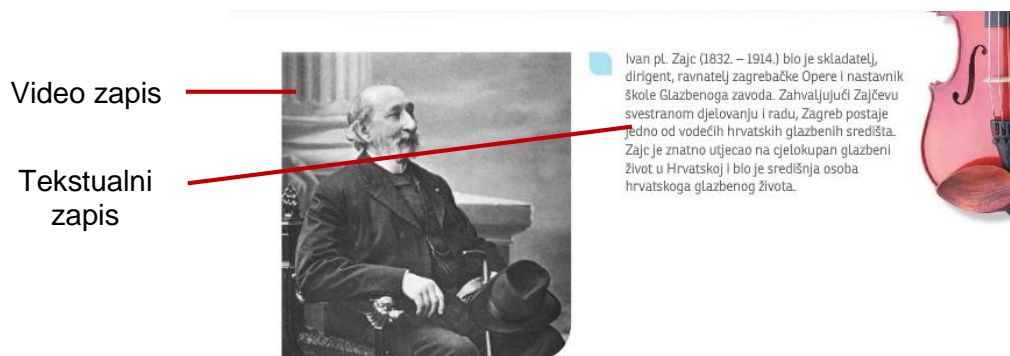 Video zapis
Tekstualni
zapis
Ivan pl. Zajc (1832. – 1914.) bio je skladatelj,
dirigent, ravnatelj zagrebačke Opere i nastavnik
škole Glazbenoga zavoda. Zahvaljujući Zajčevu
svestranom djelovanju i radu, Zagreb postaje
jedno od vodećih hrvatskih glazbenih središta.
Zajc je znatno utjecao na cjelokupan glazbeni
život u Hrvatskoj i bio je središnja osoba
hrvatskoga glazbenog života.